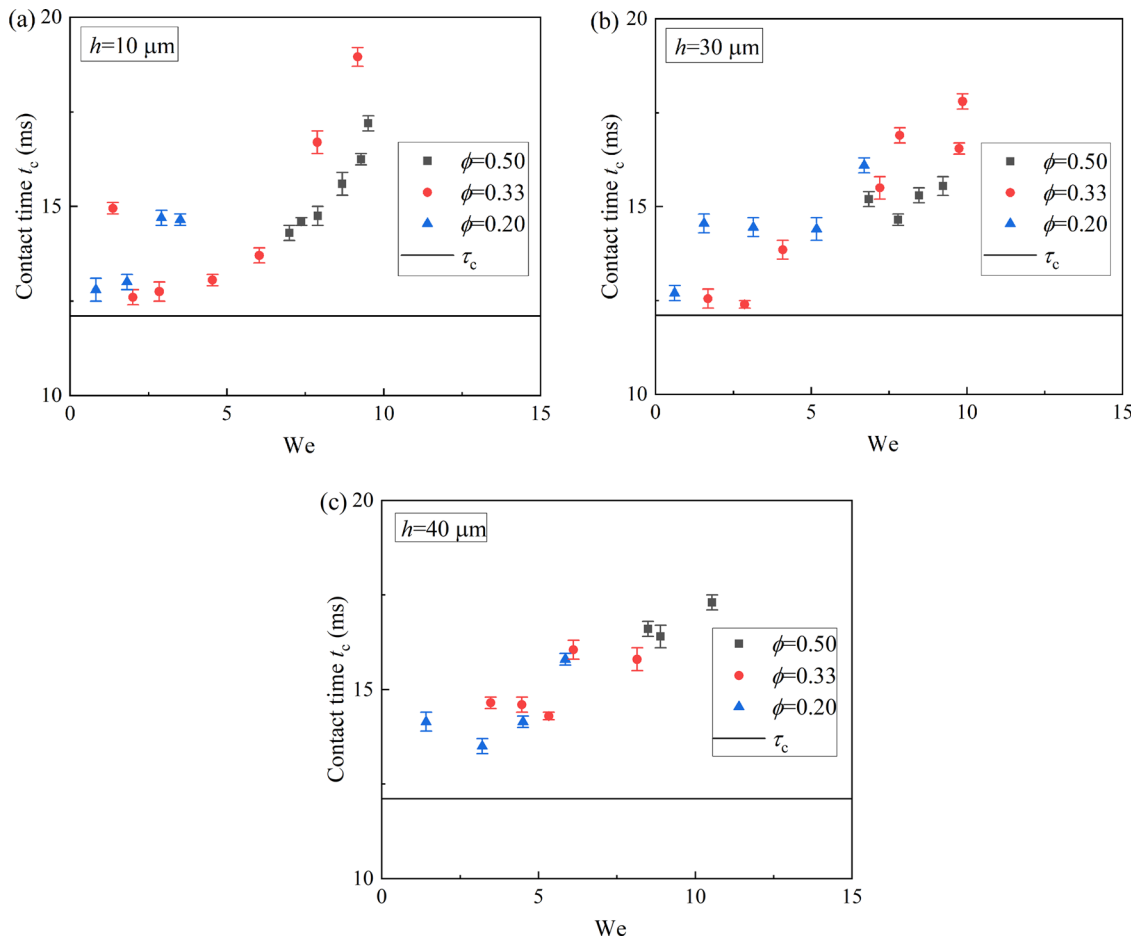 (a)
h=10 μm
20
15
10
Contact time tc (ms)
ϕ=0.50
ϕ=0.33
ϕ=0.20
τc
0
5
10
15
We
(b)
h=30 μm
20
15
10
Contact time tc (ms)
ϕ=0.50
ϕ=0.33
ϕ=0.20
τc
0
5
10
15
We
(c)
h=40 μm
20
15
10
Contact time tc (ms)
ϕ=0.50
ϕ=0.33
ϕ=0.20
τc
0
5
10
15
We